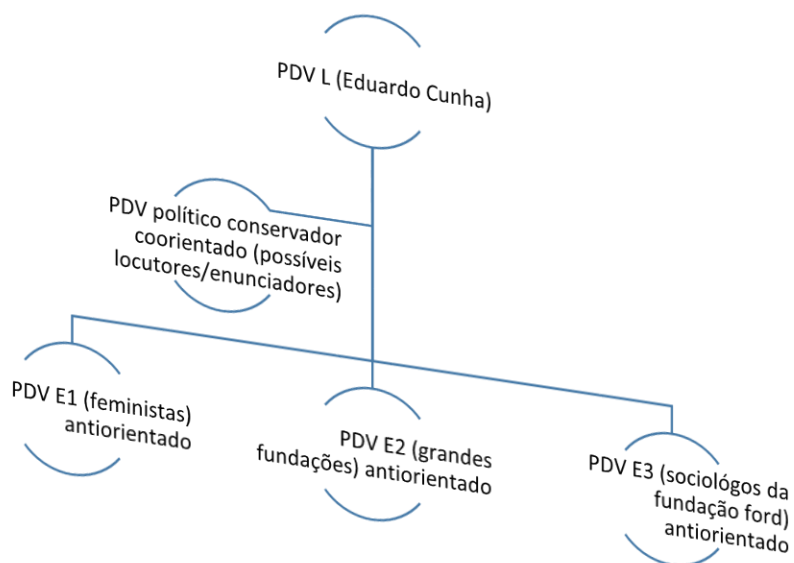 PDV L (Eduardo Cunha)
PDV político conservador
coorientado (possíveis
locutores/enunciadores)
PDV E1 (feministas)
antiorientado
PDV E2 (grandes
fundações) antiorientado
PDV E3 (sociológos da
fundação ford)
antiorientado